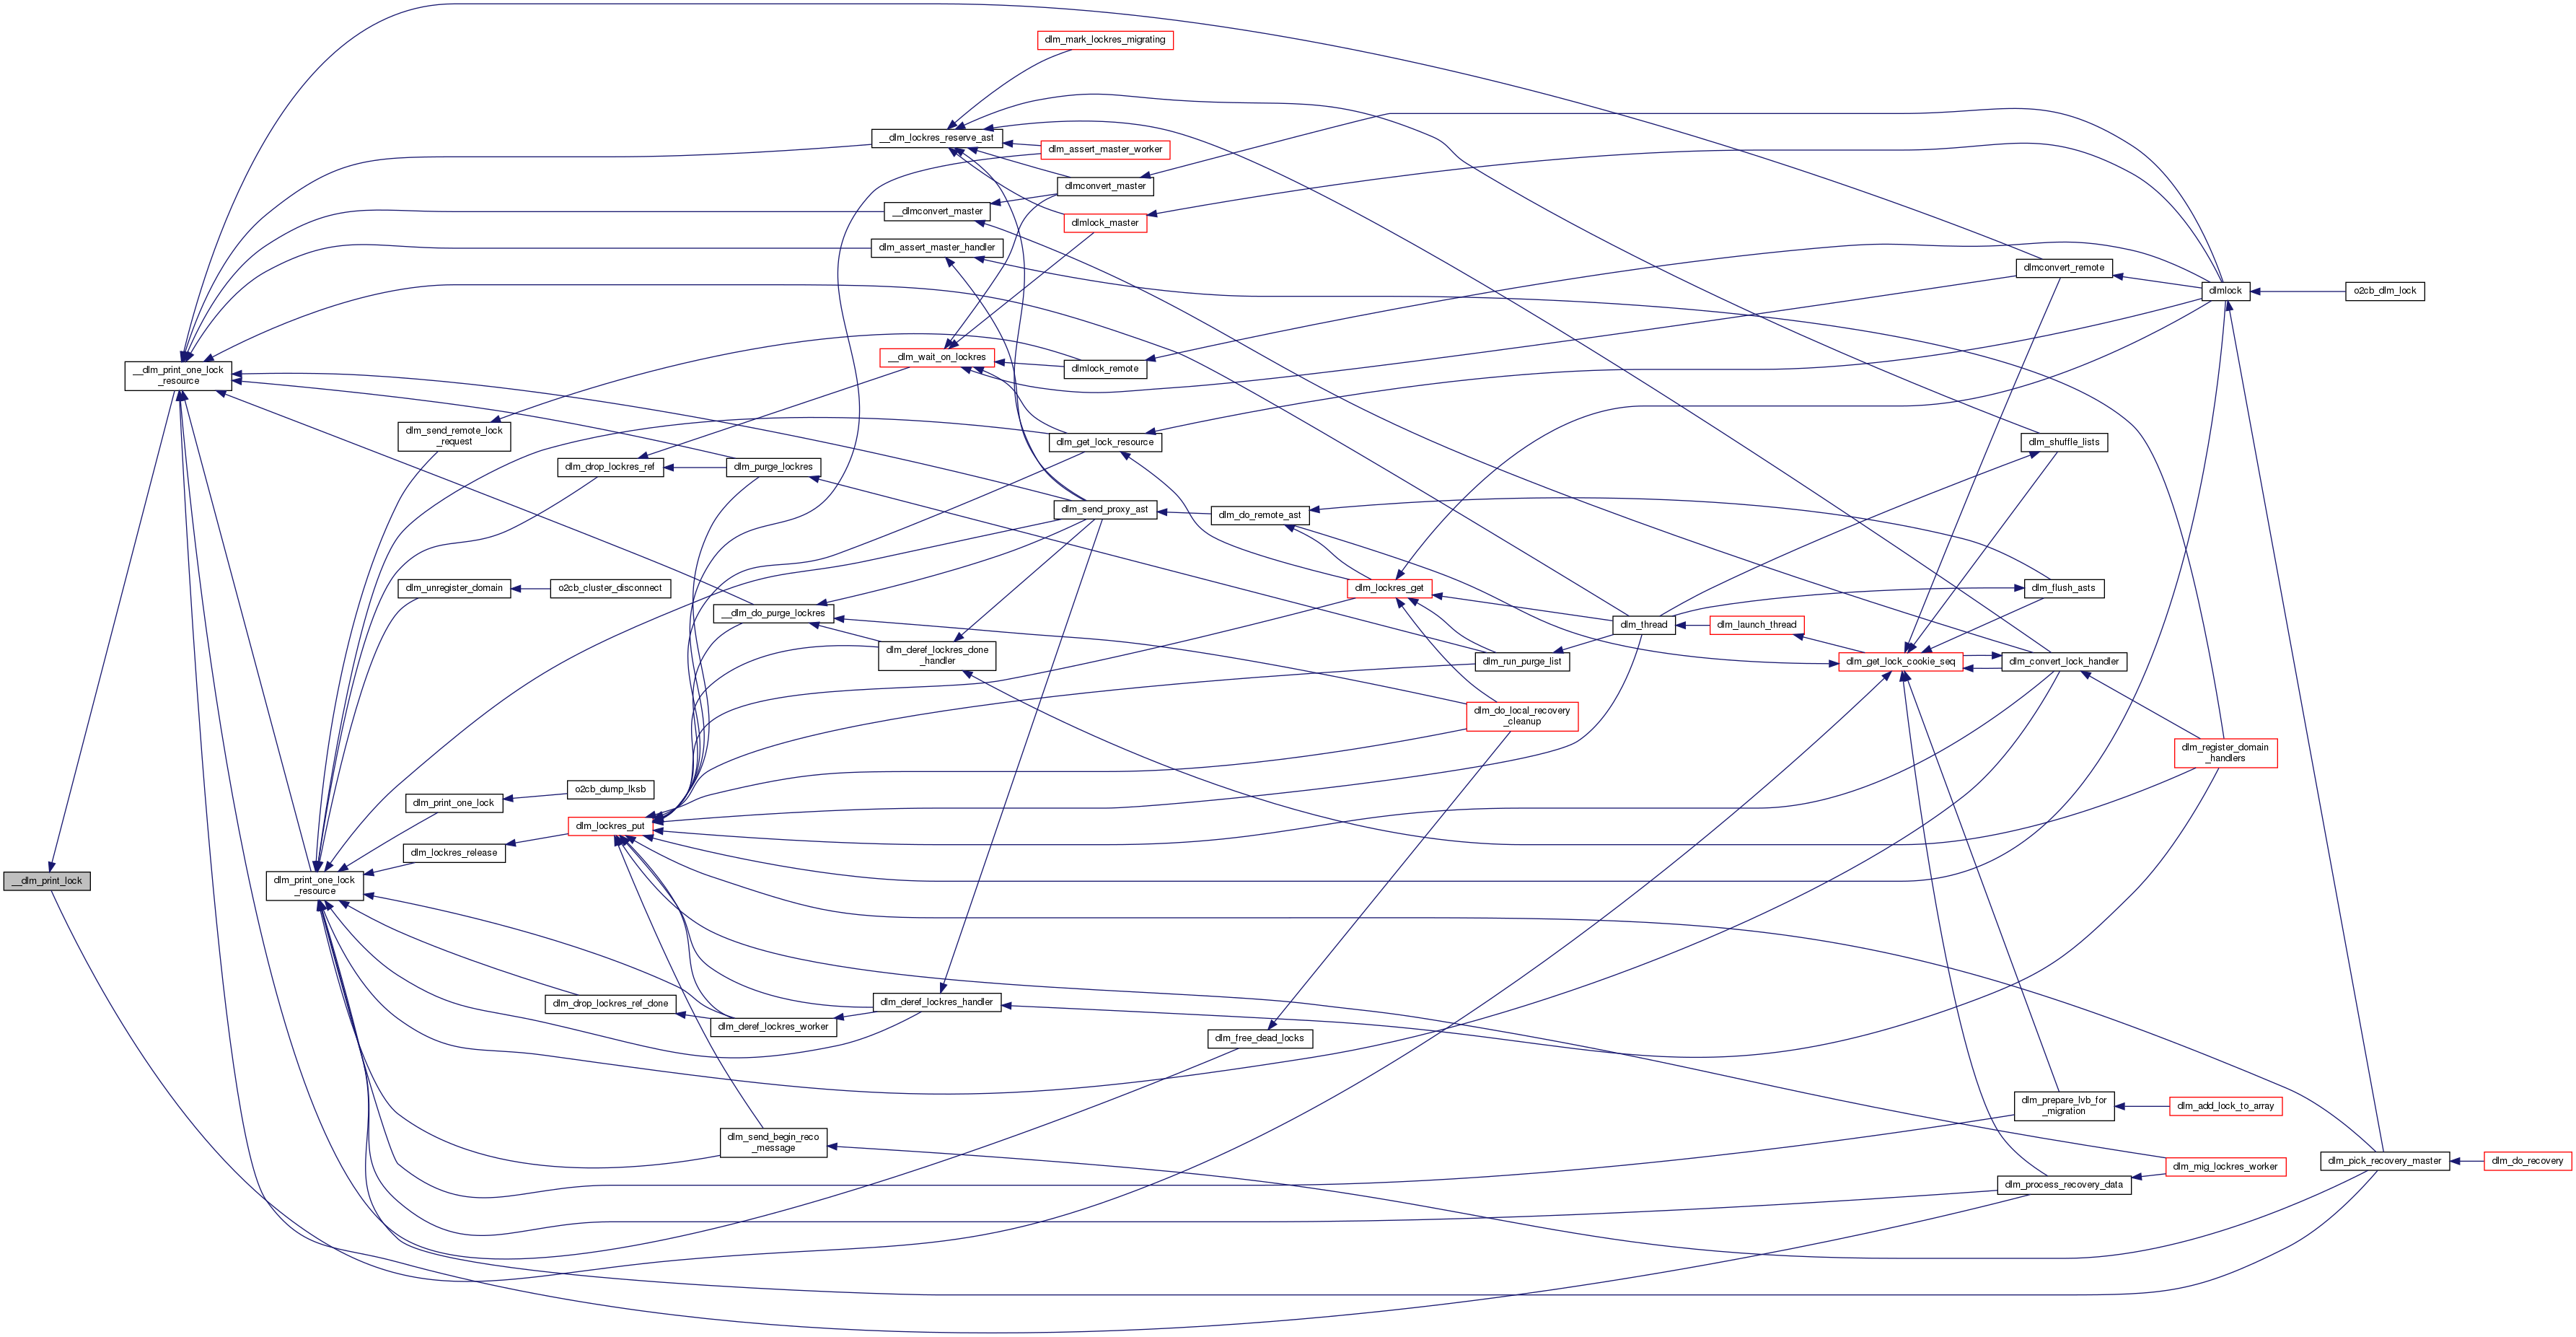 dlm_mark_lockres_migrating
__dlm_lockres_reserve_ast
dlm_assert_master_worker
dlmconvert_master
__dlmconvert_master
dlmlock_master
dlm_assert_master_handler
dlmconvert_remote
dlmlock
o2cb_dlm_lock
__dlm_print_one_lock
_resource
__dlm_wait_on_lockres
dlmlock_remote
dlm_send_remote_lock
_request
dlm_get_lock_resource
dlm_shuffle_lists
dlm_drop_lockres_ref
dlm_purge_lockres
dlm_send_proxy_ast
dlm_do_remote_ast
dlm_unregister_domain
o2cb_cluster_disconnect
dlm_lockres_get
dlm_flush_asts
__dlm_do_purge_lockres
dlm_thread
dlm_launch_thread
dlm_deref_lockres_done
_handler
dlm_run_purge_list
dlm_get_lock_cookie_seq
dlm_convert_lock_handler
dlm_do_local_recovery
_cleanup
dlm_register_domain
_handlers
o2cb_dump_lksb
dlm_print_one_lock
dlm_lockres_put
dlm_lockres_release
__dlm_print_lock
dlm_print_one_lock
_resource
dlm_drop_lockres_ref_done
dlm_deref_lockres_handler
dlm_deref_lockres_worker
dlm_free_dead_locks
dlm_prepare_lvb_for
_migration
dlm_add_lock_to_array
dlm_send_begin_reco
_message
dlm_mig_lockres_worker
dlm_pick_recovery_master
dlm_do_recovery
dlm_process_recovery_data